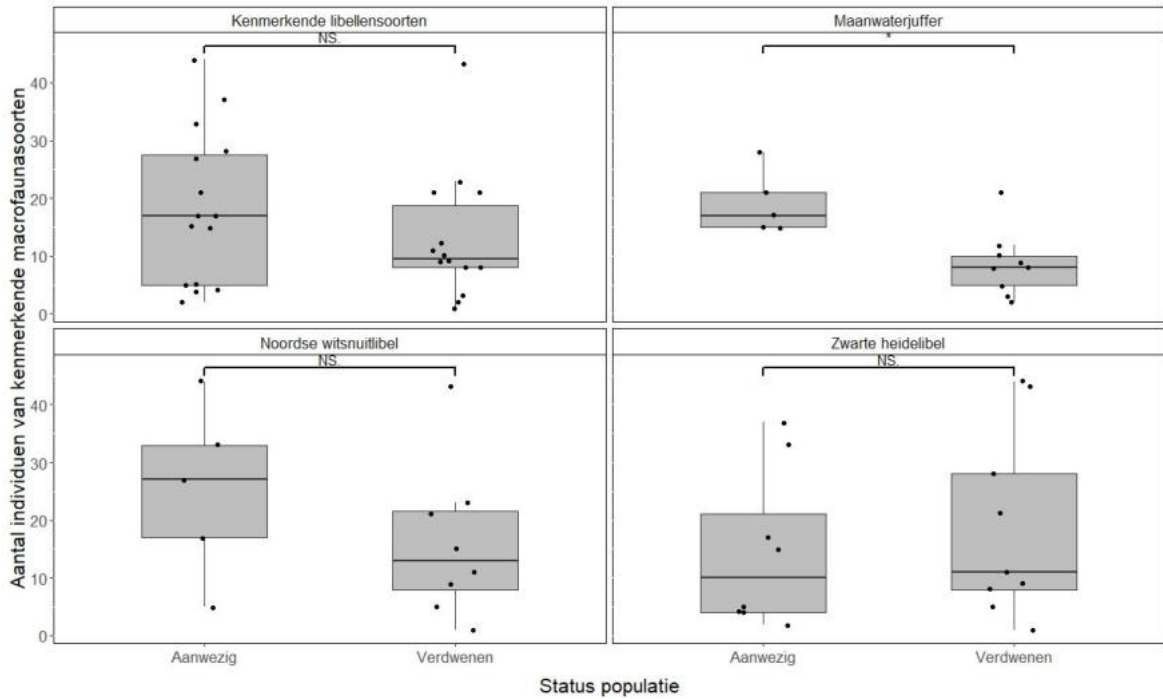 Kenmerkende libellensoorten
Maanwaterjuffer
NS.
*
40
30
20
10
0
Noordse witsnuitlibel
Zwarte heidelibel
NS.
NS.
40
30
20
10
0
Aanwezig
Verdwenen
Aanwezig
Verdwenen
Status populatie
Aantal individuen van kenmerkende macrofaunasoorten